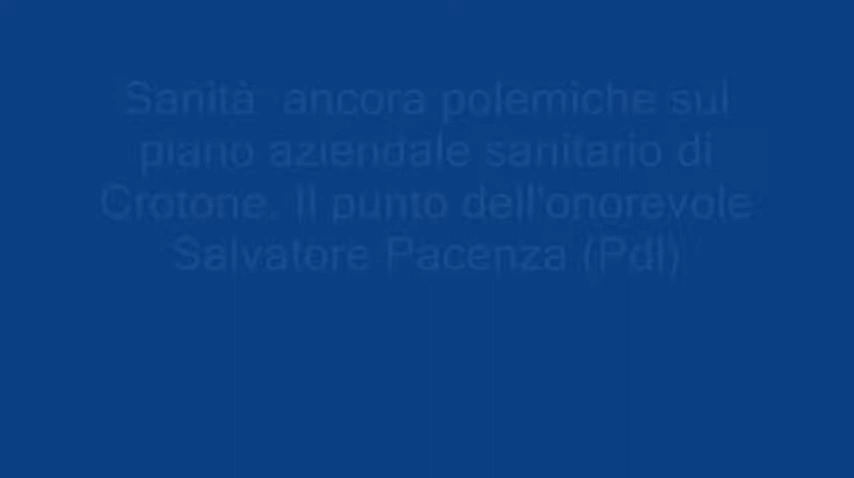 Sanità ancora polemiche sul
piano aziendale sanitario di
Crotone. Il punto dell'onorevole
Salvatore Pacenza (Pdl)